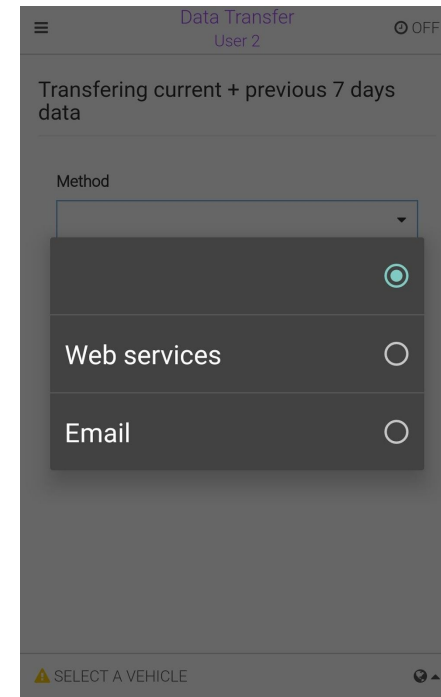 Data Transfer
User 2
OFF
Transfering current + previous 7 days
data
Method
Web services
Email
SELECT A VEHICLE